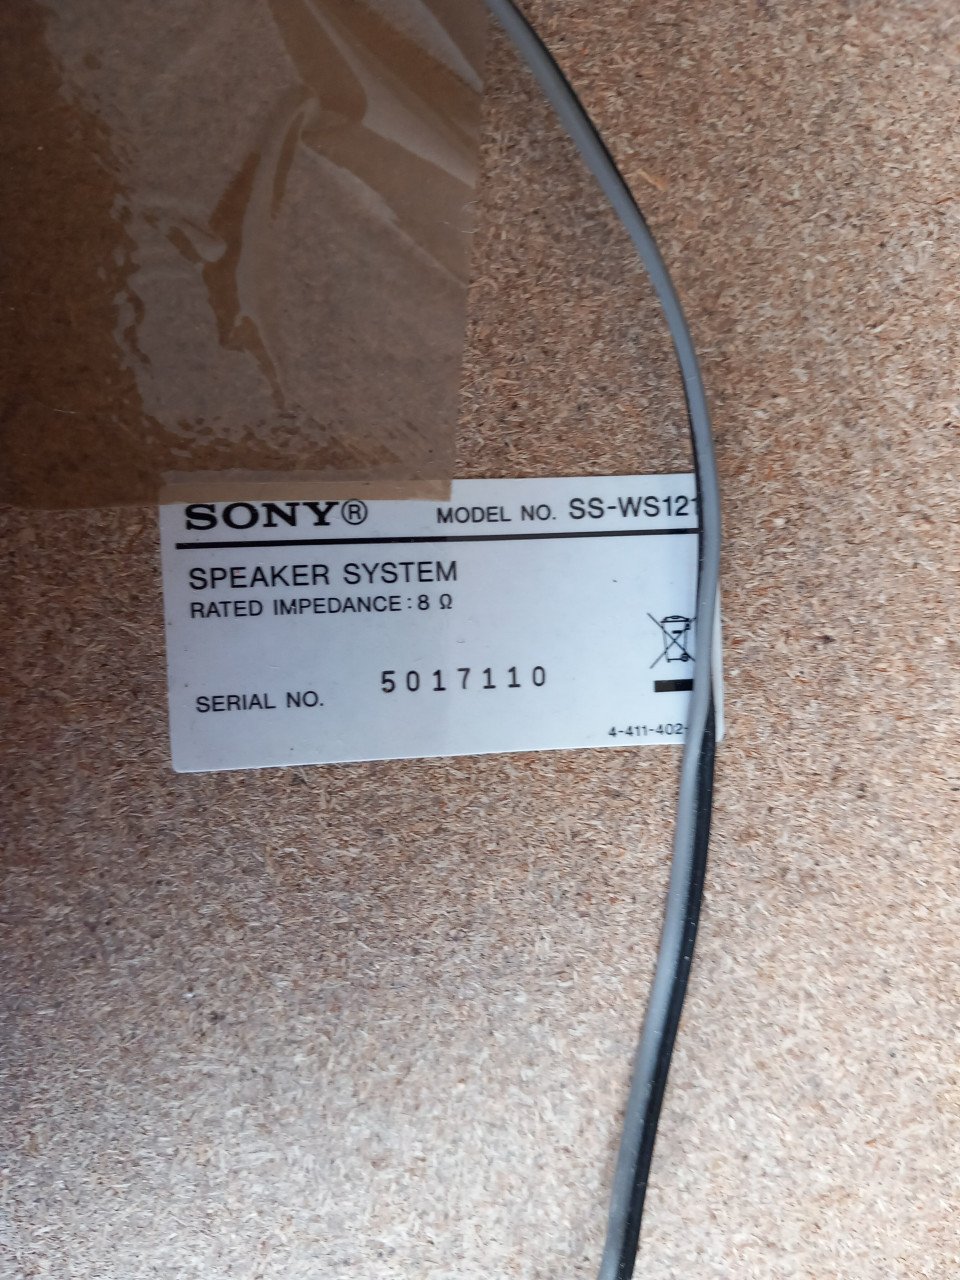 SONY®
MODEL NO. SS-WS121
SPEAKER SYSTEM
RATED IMPEDANCE: 8 Ω
SERIAL NO. 5017110
4-411-402-